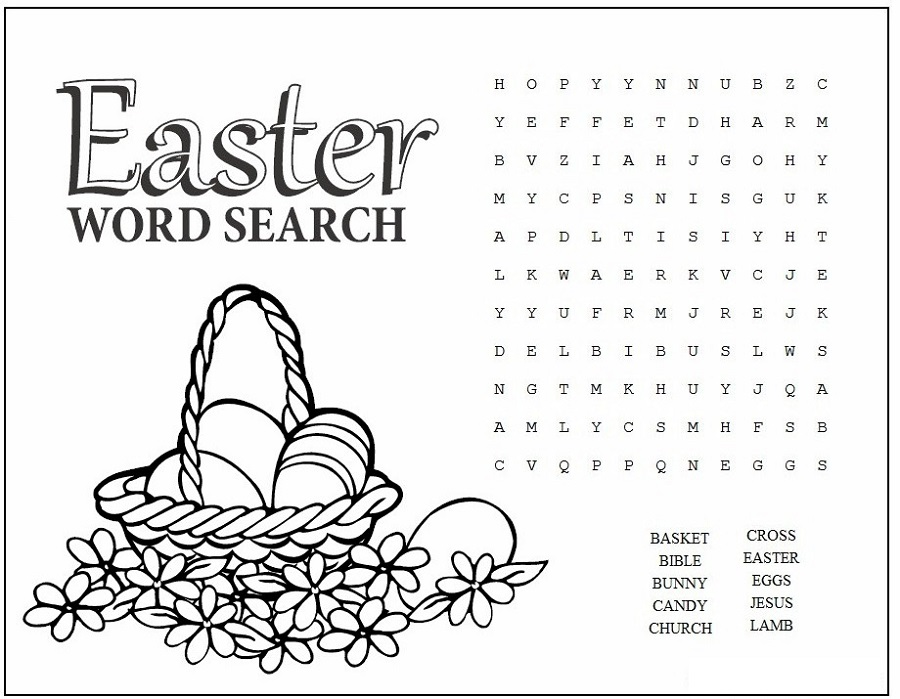 Easter
WORD SEARCH
H O P Y Y N N U B Z C
Y E F F E T D H A R M
B V Z I A H J G O H Y
M Y C P S N I S G U K
A P D L T I S I Y H T
L K W A E R K V C J E
Y Y U F R M J R E J K
D E L B I B U S L W S
N G T M K H U Y J Q A
A M L Y C S M H F S B
C V Q P P Q N E G G S
BASKET
BIBLE
BUNNY
CANDY
CHURCH
CROSS
EASTER
EGGS
JESUS
LAMB